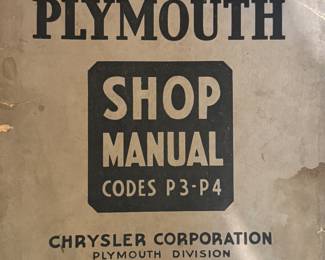 PLYMOUTH
SHOP
MANUAL
CODES P3-P4
CHRYSLER CORPORATION
PLYMOUTH DIVISION